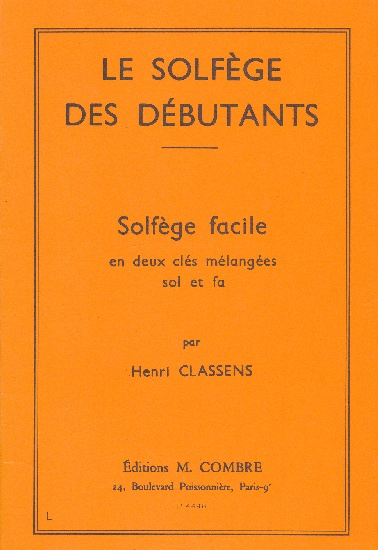 LE SOLFÈGE
DES DÉBUTANTS
Solfège facile
en deux clés mélangées
sol et fa
par
Henri CLASSENS
Éditions M. COMBRE
24, Boulevard Poissonnière, Paris-9ᵉ
L